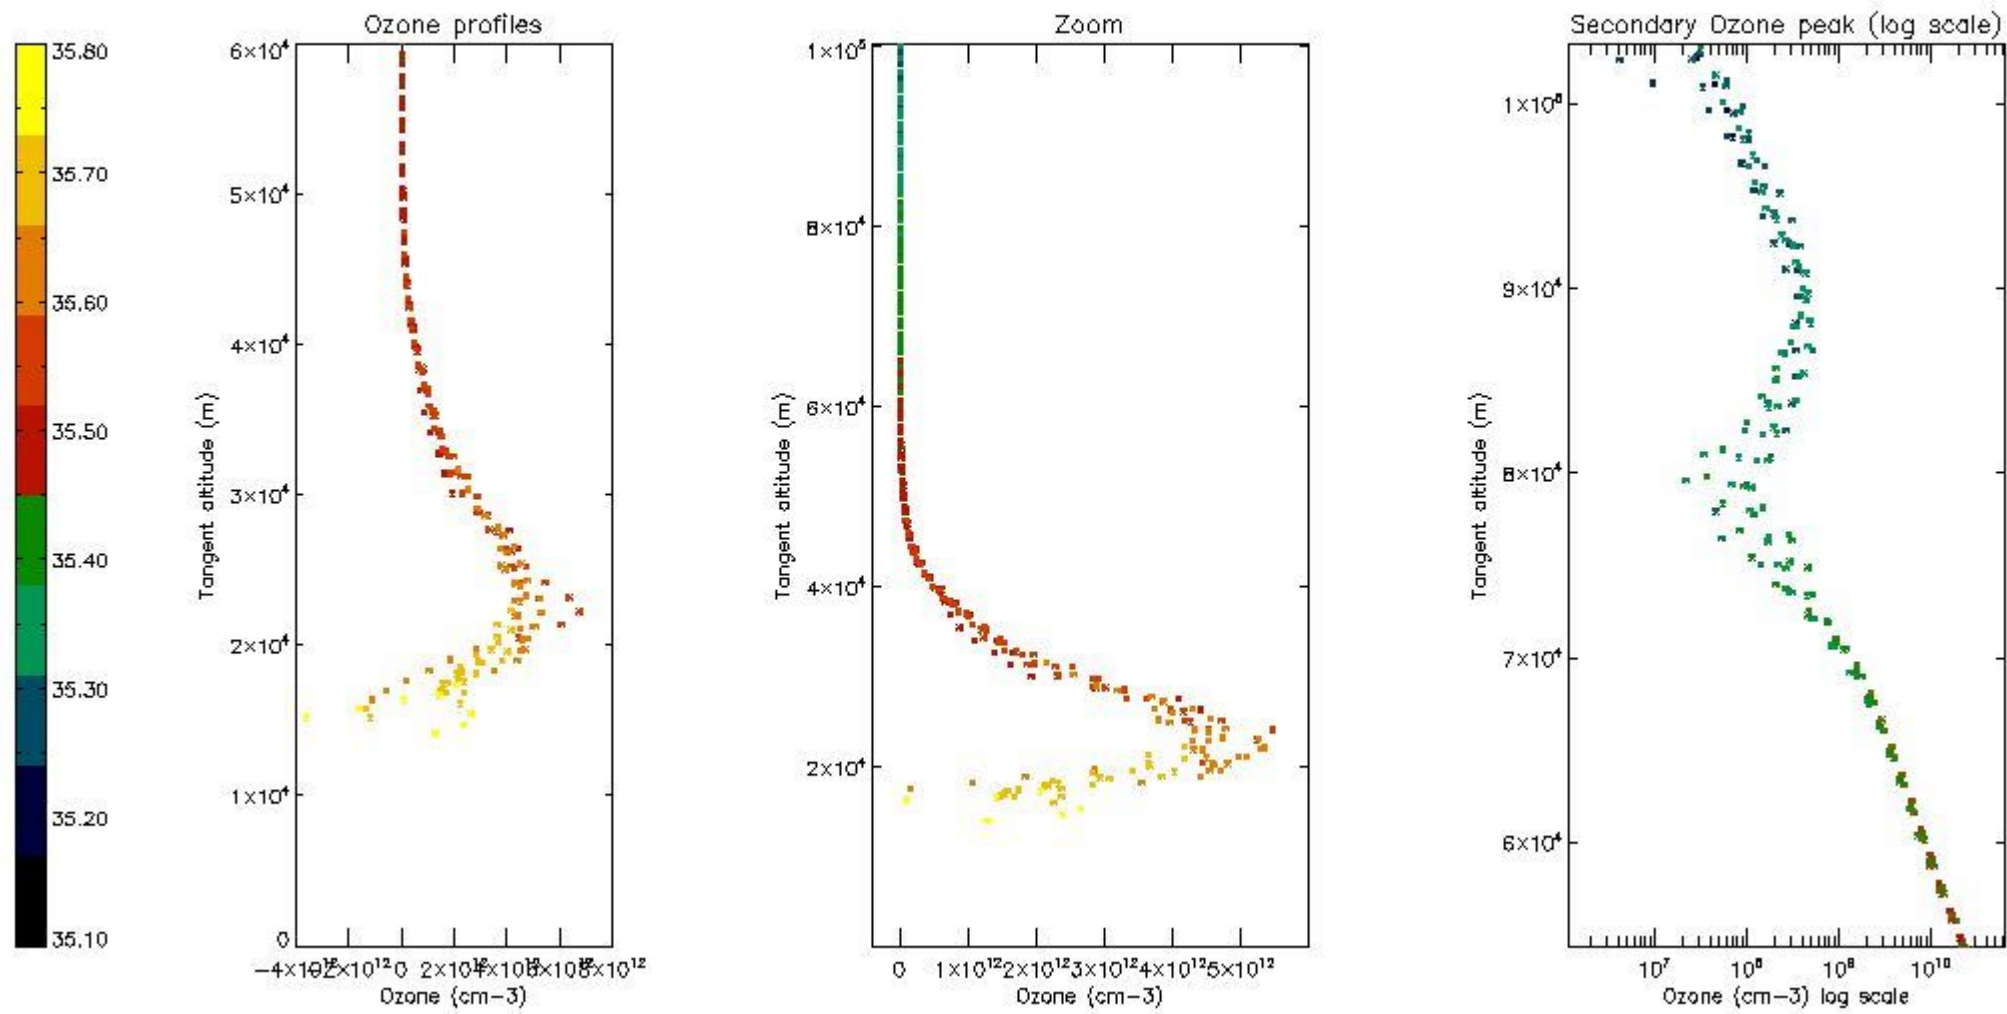 Ozone profiles
Zoom
Secondary Ozone peak (log scale)
35.80
35.70
35.60
35.50
35.40
35.30
35.20
35.10
6×10⁴
5×10⁴
4×10⁴
3×10⁴
2×10⁴
1×10⁴
0
Tangent altitude (m)
0
Ozone (cm-3)
1×10⁵
8×10⁴
6×10⁴
4×10⁴
2×10⁴
Tangent altitude (m)
0 1×10¹² 2×10¹² 3×10¹² 4×10¹² 5×10¹²
Ozone (cm-3)
9×10⁴
8×10⁴
7×10⁴
6×10⁴
Tangent altitude (m)
10⁷ 10⁸ 10⁹ 10¹⁰
Ozone (cm-3) log scale